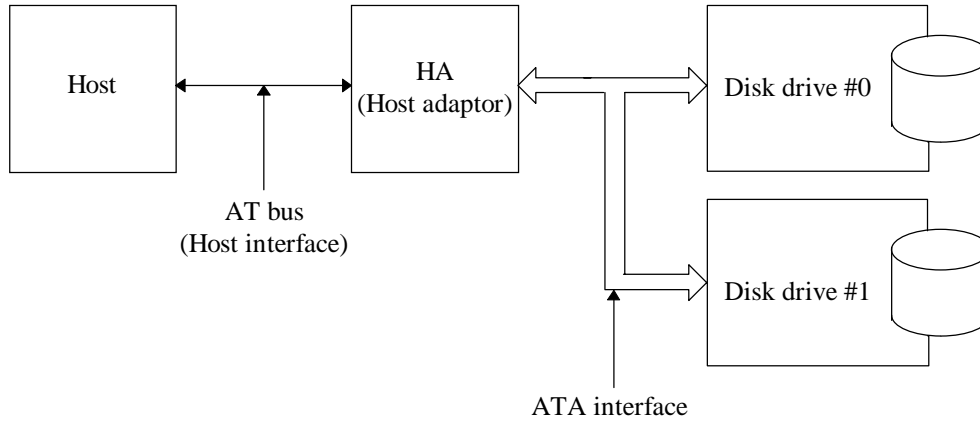 Host
HA
(Host adaptor)
Disk drive #0
AT bus
(Host interface)
Disk drive #1
ATA interface